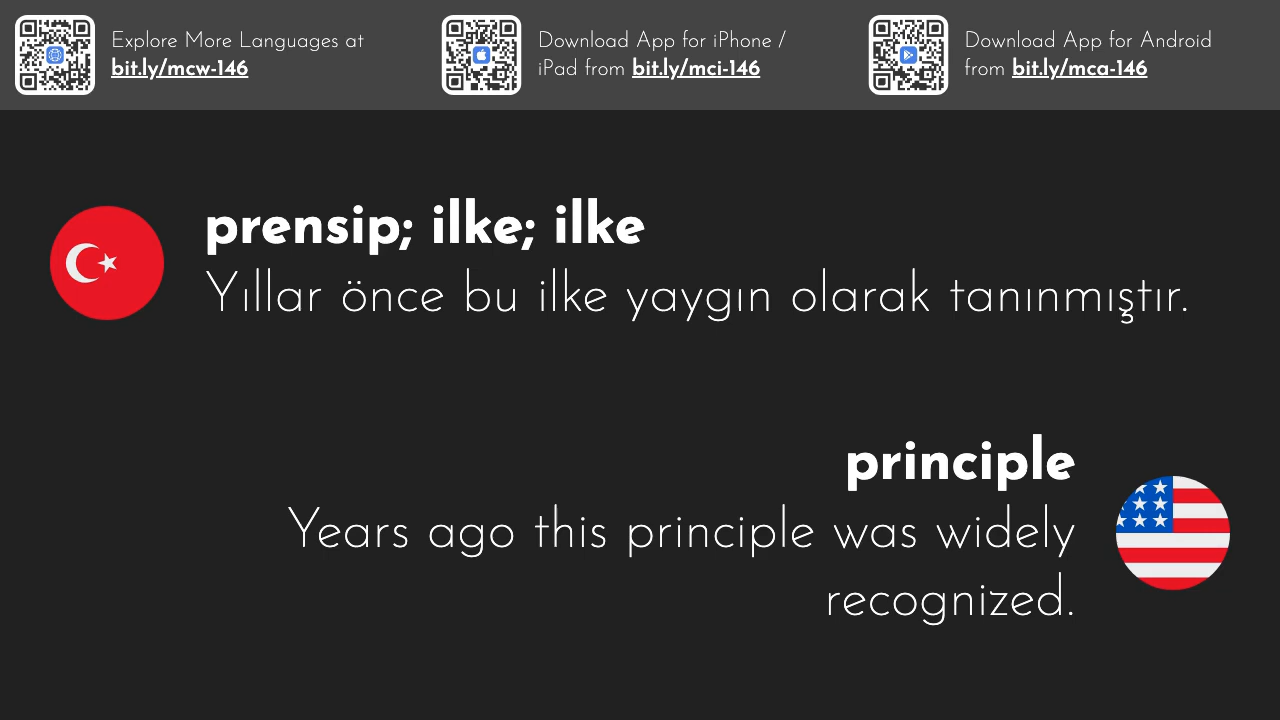 Explore More Languages at
bit.ly/mcw-146
Download App for iPhone /
iPad from bit.ly/mci-146
Download App for Android
from bit.ly/mca-146
prensip; ilke; ilke
Yıllar önce bu ilke yaygın olarak tanınmıştır.
principle
Years ago this principle was widely
recognized.